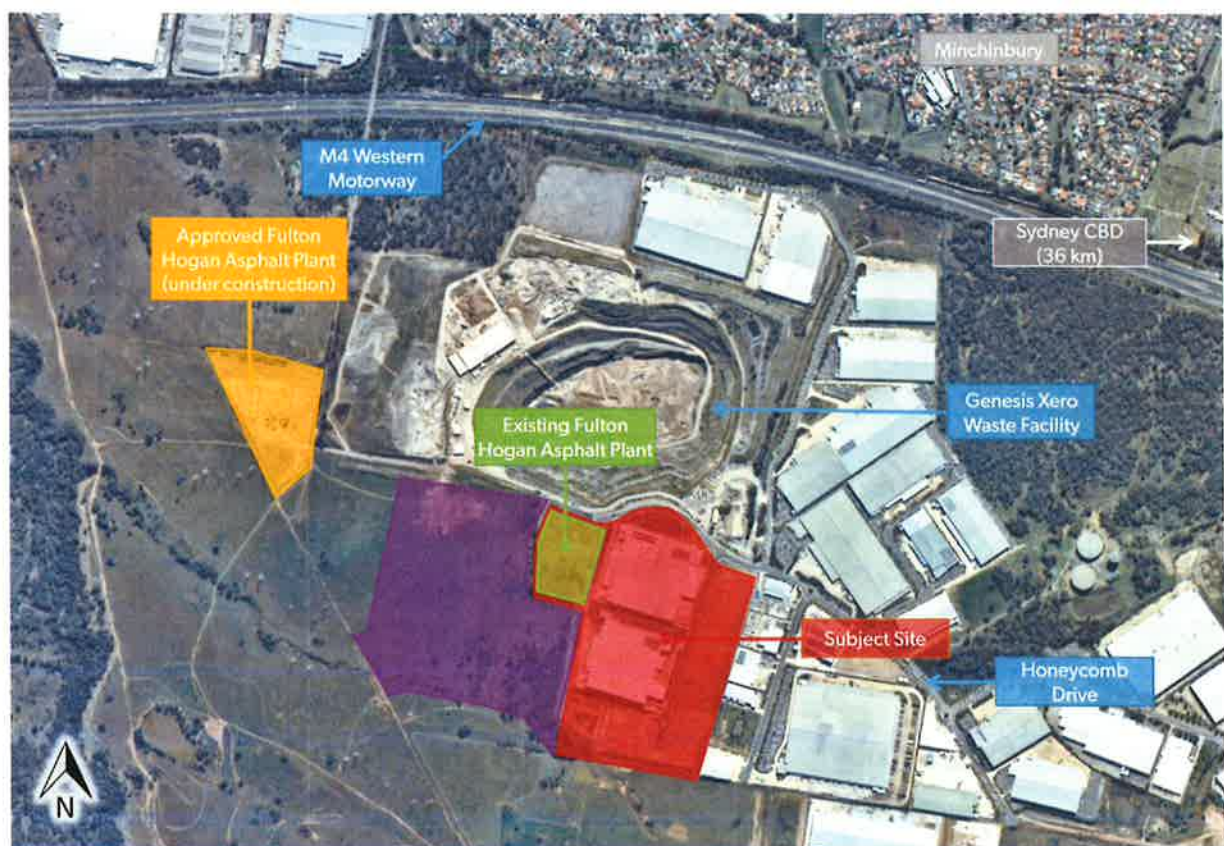 Minchinbury
M4 Western
Motorway
Sydney CBD
(36 km)
Approved Fulton
Hogan Asphalt Plant
(under construction)
Genesis Xero
Waste Facility
Existing Fulton
Hogan Asphalt Plant
Subject Site
Honeycomb
Drive
N